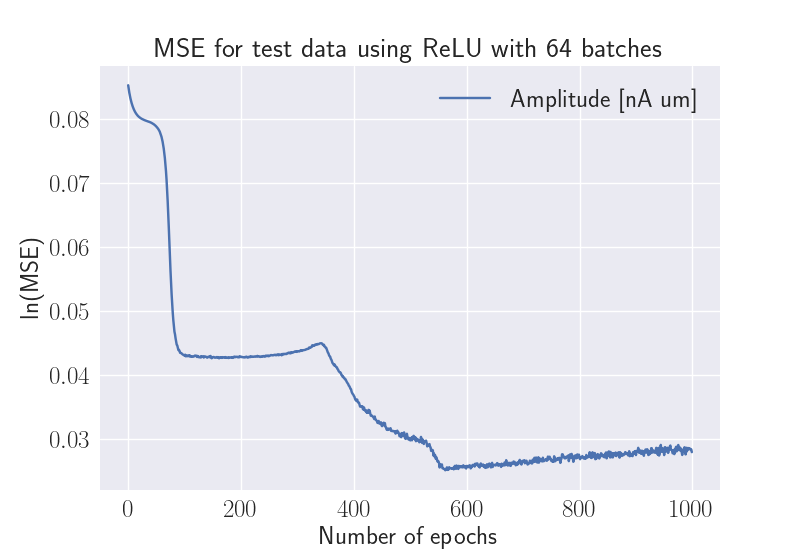 MSE for test data using ReLU with 64 batches
Amplitude [nA um]
0.08
0.07
0.06
0.05
0.04
0.03
ln(MSE)
0 200 400 600 800 1000
Number of epochs